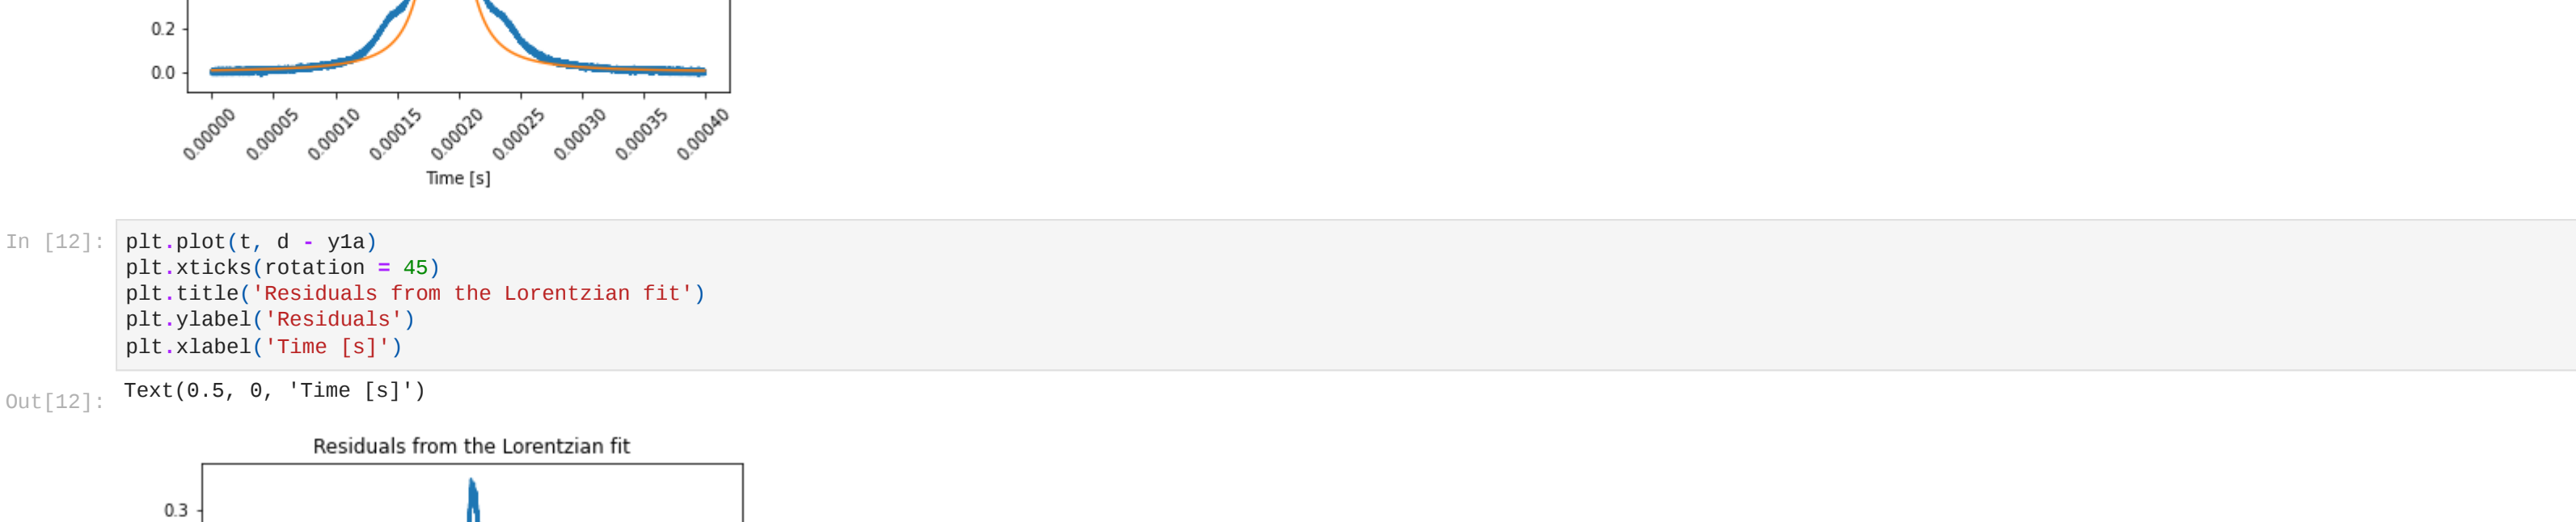 0.2
0.0
0.00000 0.00005 0.00010 0.00015 0.00020 0.00025 0.00030 0.00035 0.00040
Time [s]
In [12]:
plt.plot(t, d - y1a)
plt.xticks(rotation = 45)
plt.title('Residuals from the Lorentzian fit')
plt.ylabel('Residuals')
plt.xlabel('Time [s]')
Out[12]:
Text(0.5, 0, 'Time [s]')
Residuals from the Lorentzian fit
0.3